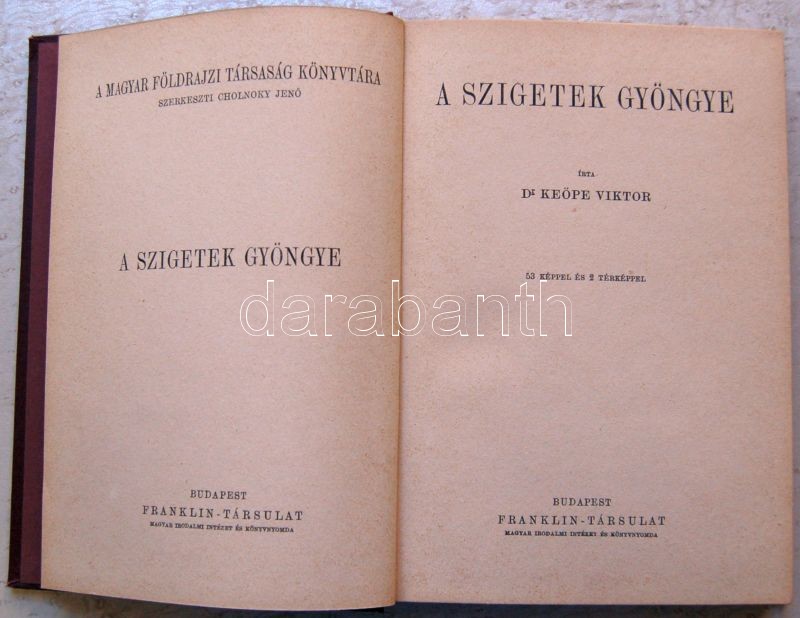 A MAGYAR FÖLDRAJZI TÁRSASÁG KÖNYVTÁRA
SZERKESZTI CHOLNOKY JENŐ
A SZIGETEK GYÖNGYE
BUDAPEST
FRANKLIN-TÁRSULAT
MAGYAR IRODALMI INTÉZET ÉS KÖNYVNYOMDA
A SZIGETEK GYÖNGYE
ÍRTA
Dr KEÖPE VIKTOR
53 KÉPPEL ÉS 2 TÉRKÉPPEL
BUDAPEST
FRANKLIN-TÁRSULAT
MAGYAR IRODALMI INTÉZET ÉS KÖNYVNYOMDA
darabanth